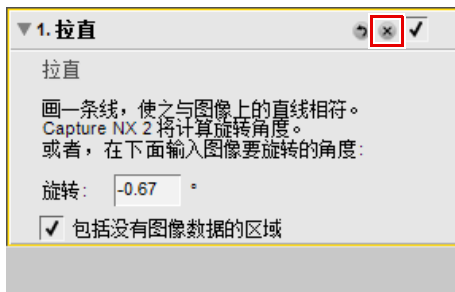 1. 拉直
拉直
画一条线，使之与图像上的直线相符。
Capture NX 2 将计算旋转角度。
或者，在下面输入图像要旋转的角度:
旋转: -0.67 °
包括没有图像数据的区域